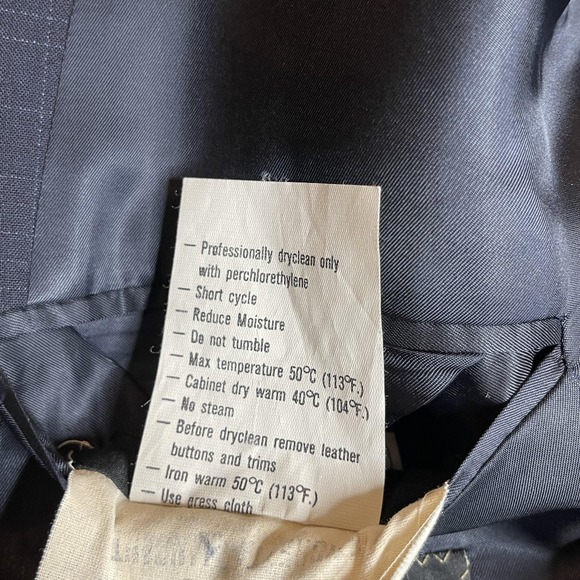 — Professionally dryclean only
with perchlorethylene
— Short cycle
— Reduce Moisture
— Do not tumble
— Max temperature 50°C (113°F.)
— Cabinet dry warm 40°C (104°F.)
— No steam
— Before dryclean remove leather
buttons and trims
— Iron warm 50°C (113°F.)
— Use press cloth